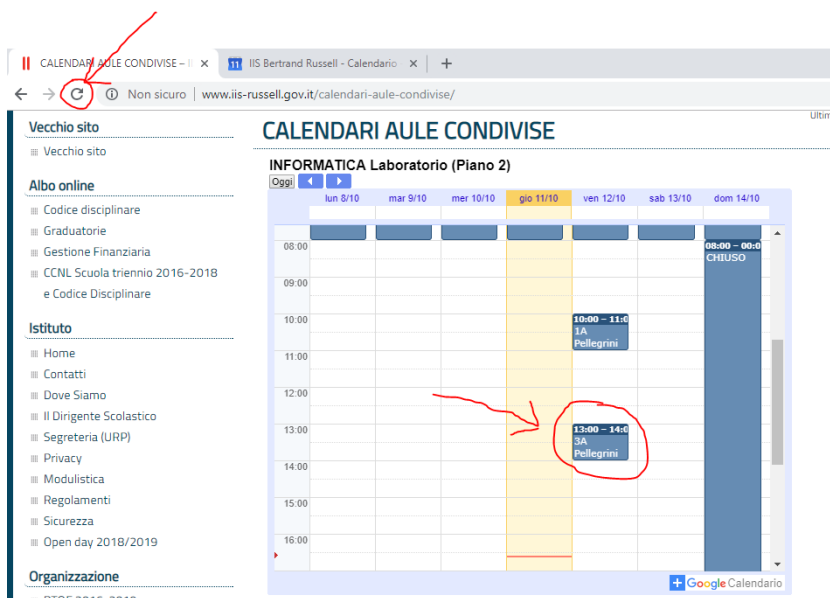 CALENDARI AULE CONDIVISE – I
IIS Bertrand Russell - Calendario
Non sicuro | www.iis-russell.gov.it/calendari-aule-condivise/
Vecchio sito
Vecchio sito
Albo online
Codice disciplinare
Graduatorie
Gestione Finanziaria
CCNL Scuola triennio 2016-2018
e Codice Disciplinare
Istituto
Home
Contatti
Dove Siamo
Il Dirigente Scolastico
Segreteria (URP)
Privacy
Modulistica
Regolamenti
Sicurezza
Open day 2018/2019
Organizzazione
CALENDARI AULE CONDIVISE
INFORMATICA Laboratorio (Piano 2)
Oggi
lun 8/10 mar 9/10 mer 10/10 gio 11/10 ven 12/10 sab 13/10 dom 14/10
08:00
09:00
10:00
11:00
12:00
13:00
14:00
15:00
16:00
10:00 – 11:0
1A
Pellegrini
13:00 – 14:0
3A
Pellegrini
08:00 – 00:0
CHIUSO
Google Calendario